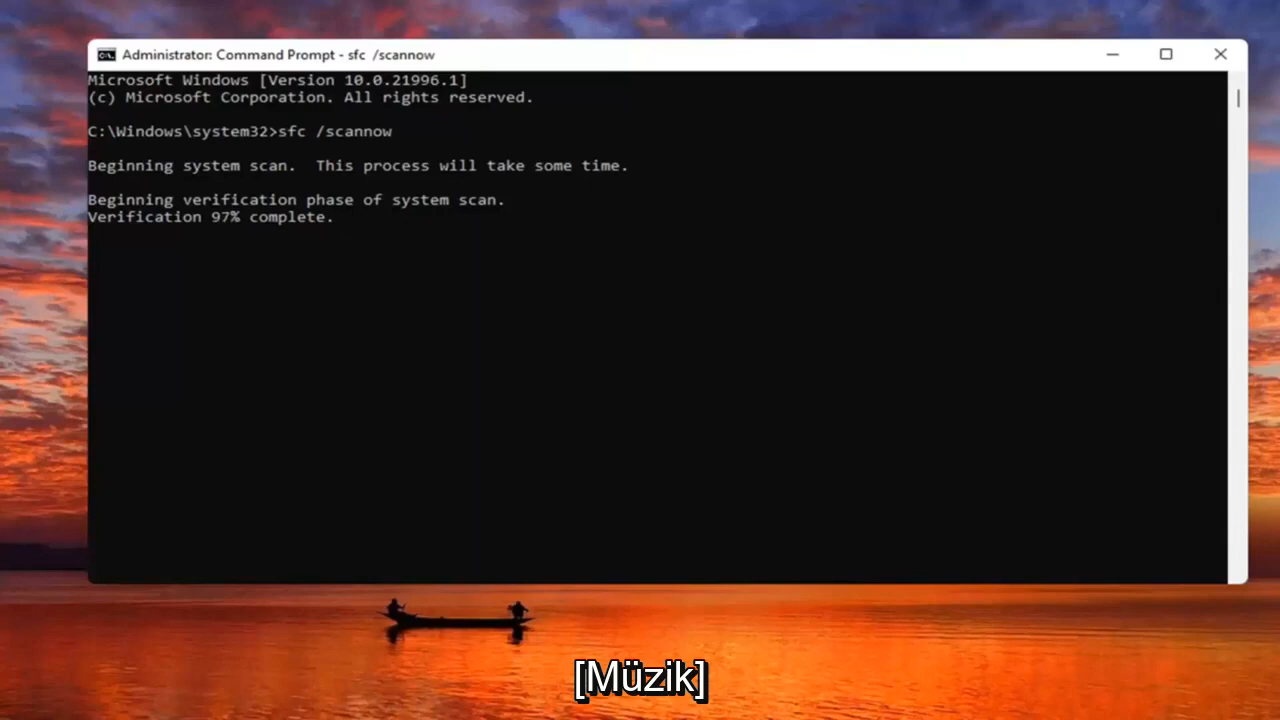 Administrator: Command Prompt - sfc /scannow
Microsoft Windows [Version 10.0.21996.1]
(c) Microsoft Corporation. All rights reserved.
C:\Windows\system32>sfc /scannow
Beginning system scan.  This process will take some time.
Beginning verification phase of system scan.
Verification 97% complete.
[Müzik]